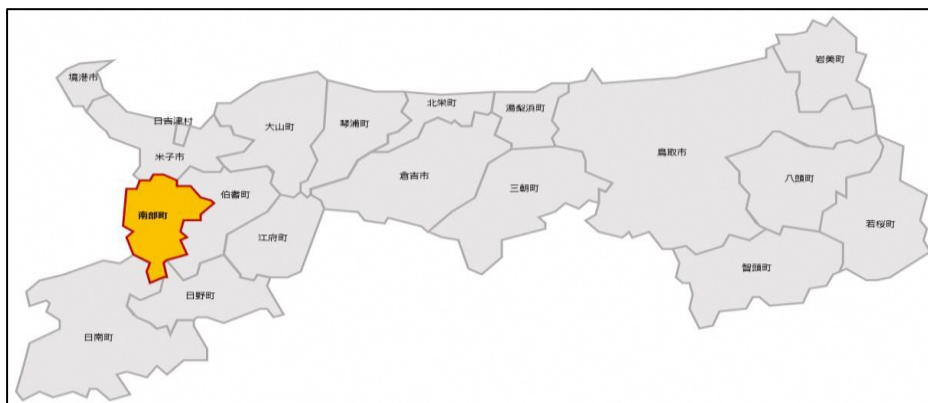 岩美町
境港市
北栄町
湯梨浜町
日吉津村
大山町
琴浦町
鳥取市
米子市
八頭町
倉吉市
三朝町
伯耆町
南部町
若桜町
江府町
智頭町
日野町
日南町